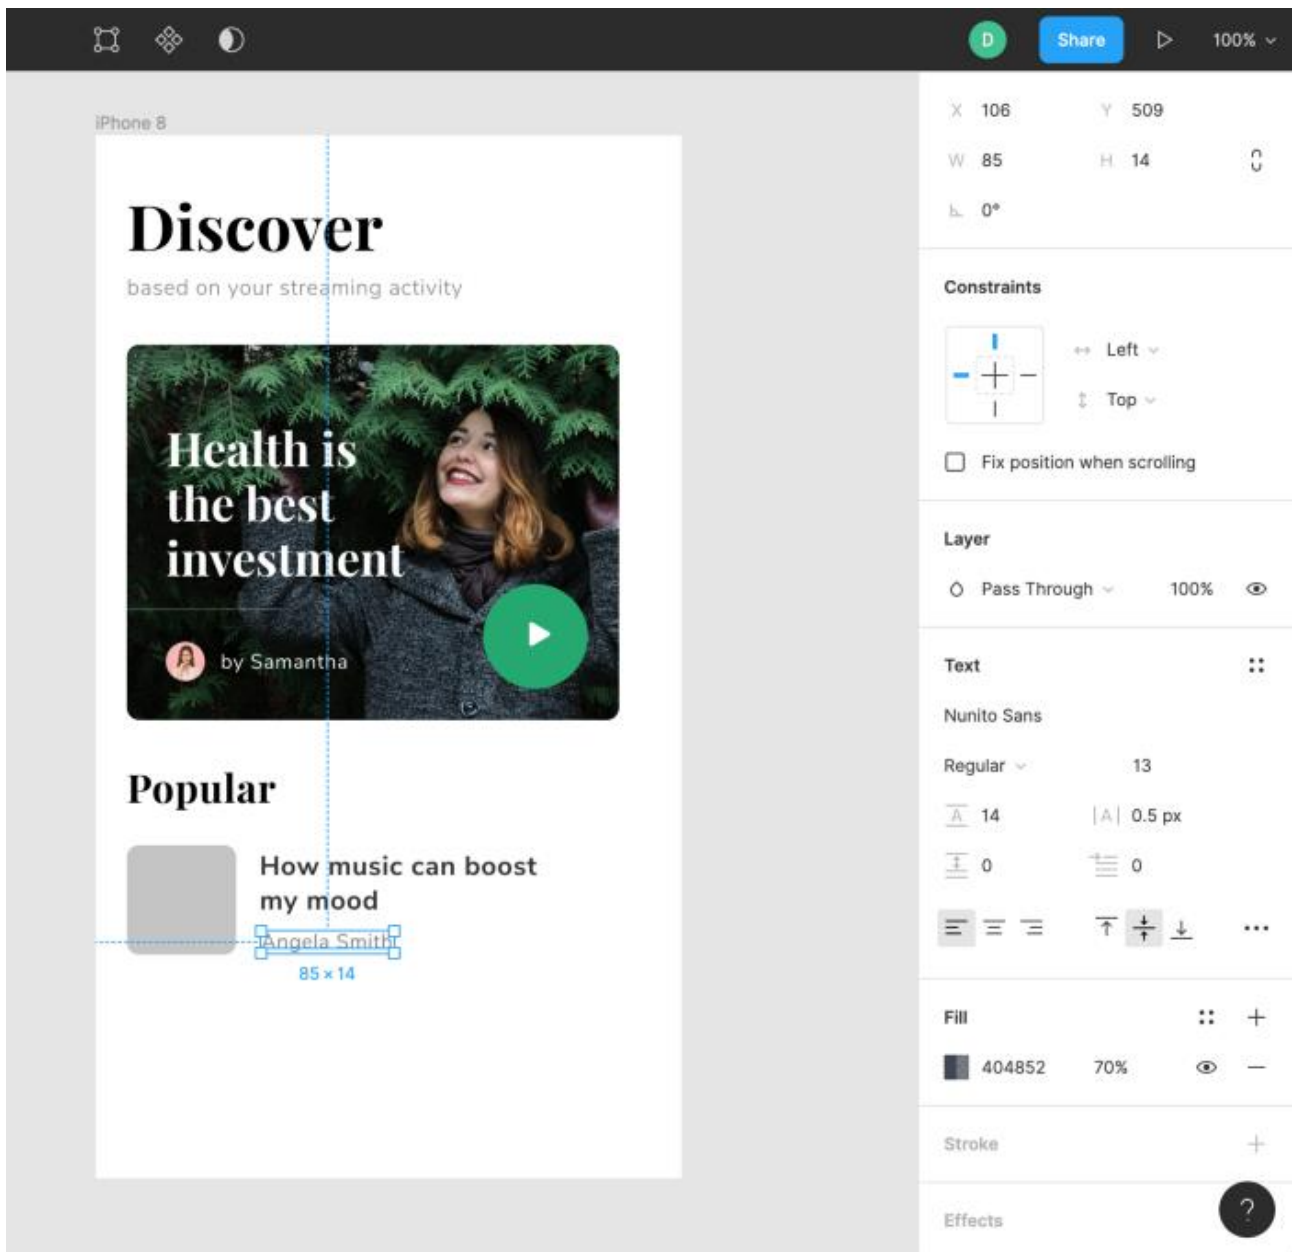 D
Share
100%
iPhone 8
Discover
based on your streaming activity
Health is
the best
investment
by Samantha
Popular
How music can boost
my mood
Angela Smith
85 × 14
X 106 Y 509
W 85 H 14
0°
Constraints
Left
Top
Fix position when scrolling
Layer
Pass Through 100%
Text
Nunito Sans
Regular 13
A 14 |A| 0.5 px
0 0
Fill
404852 70%
Stroke
Effects
?